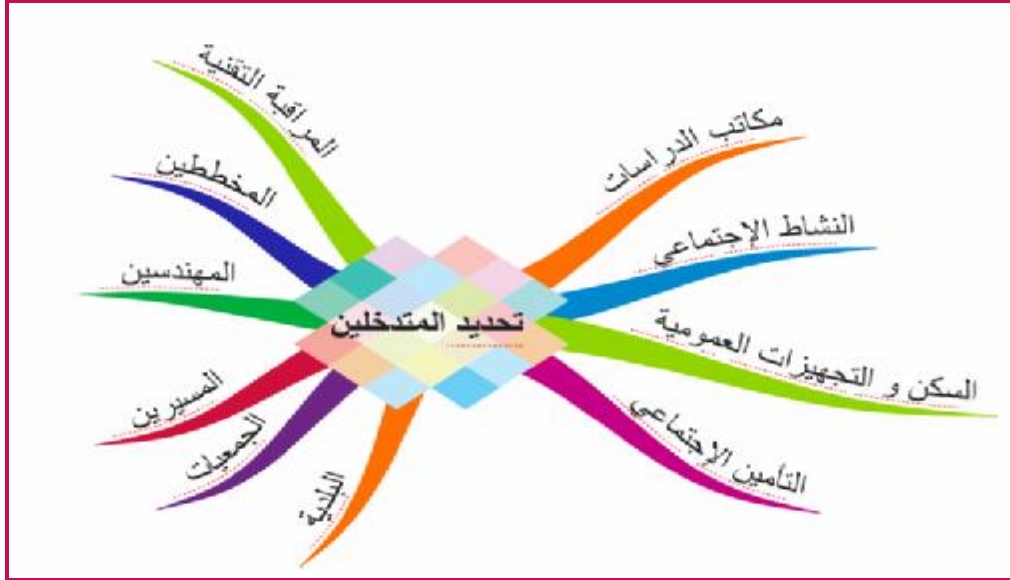 تحديد المتدخلين
مكاتب الدراسات
النشاط الإجتماعي
السكن و التجهيزات العمومية
التأمين الإجتماعي
المراقبة التقنية
المخططين
المهندسين
المسيرين
الجمعيات
البلدية